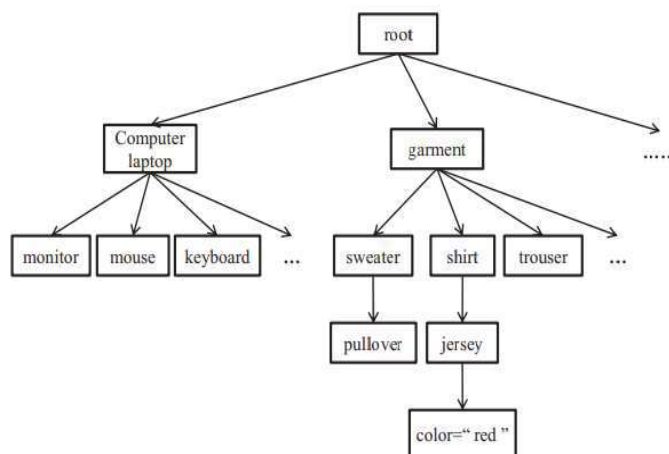 root
Computer
laptop
garment
.....
monitor
mouse
keyboard
...
sweater
shirt
trouser
...
pullover
jersey
color=“ red ”